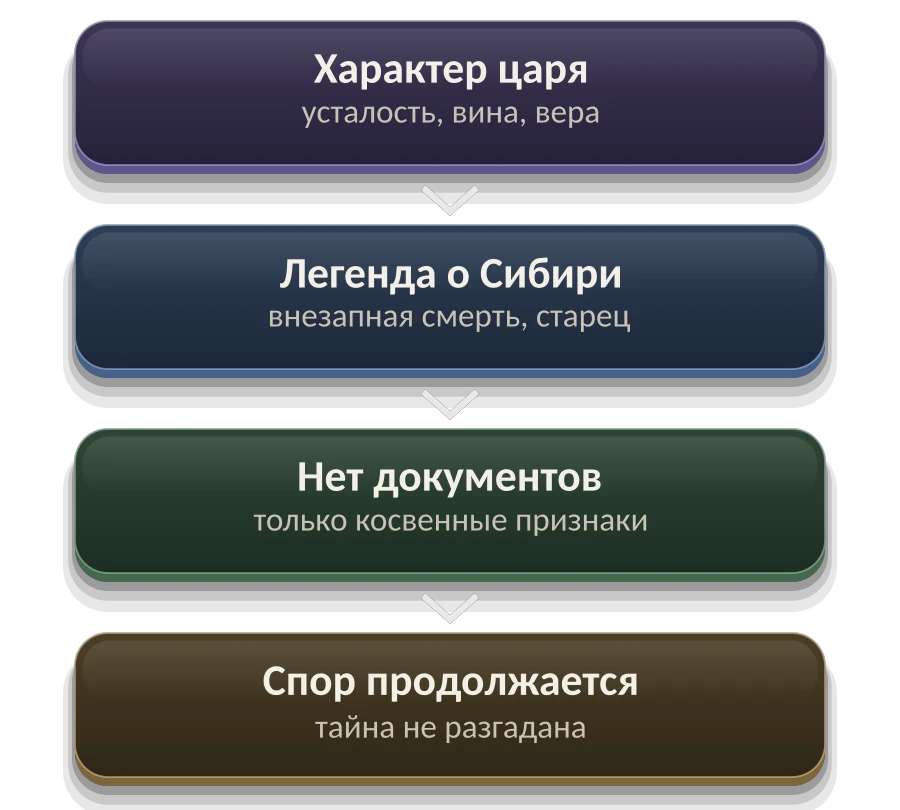 Характер царя
усталость, вина, вера
Легенда о Сибири
внезапная смерть, старец
Нет документов
только косвенные признаки
Спор продолжается
тайна не разгадана